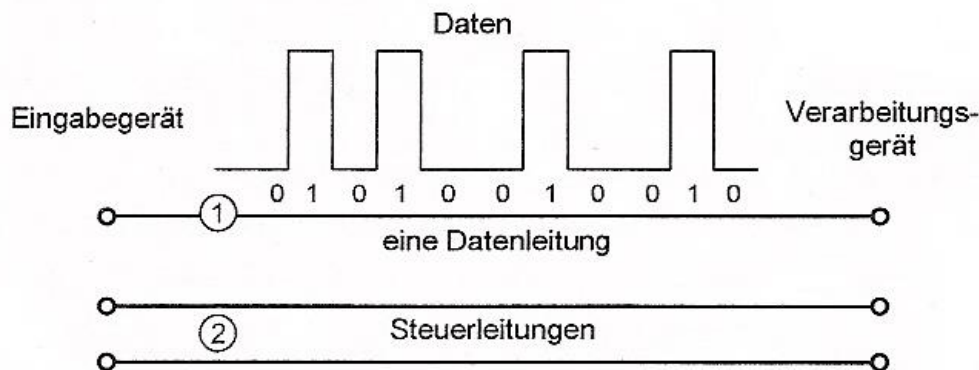 Daten
Eingabegerät
Verarbeitungs-
gerät
0 1 0 1 0 0 1 0 0 1 0
1
eine Datenleitung
2
Steuerleitungen